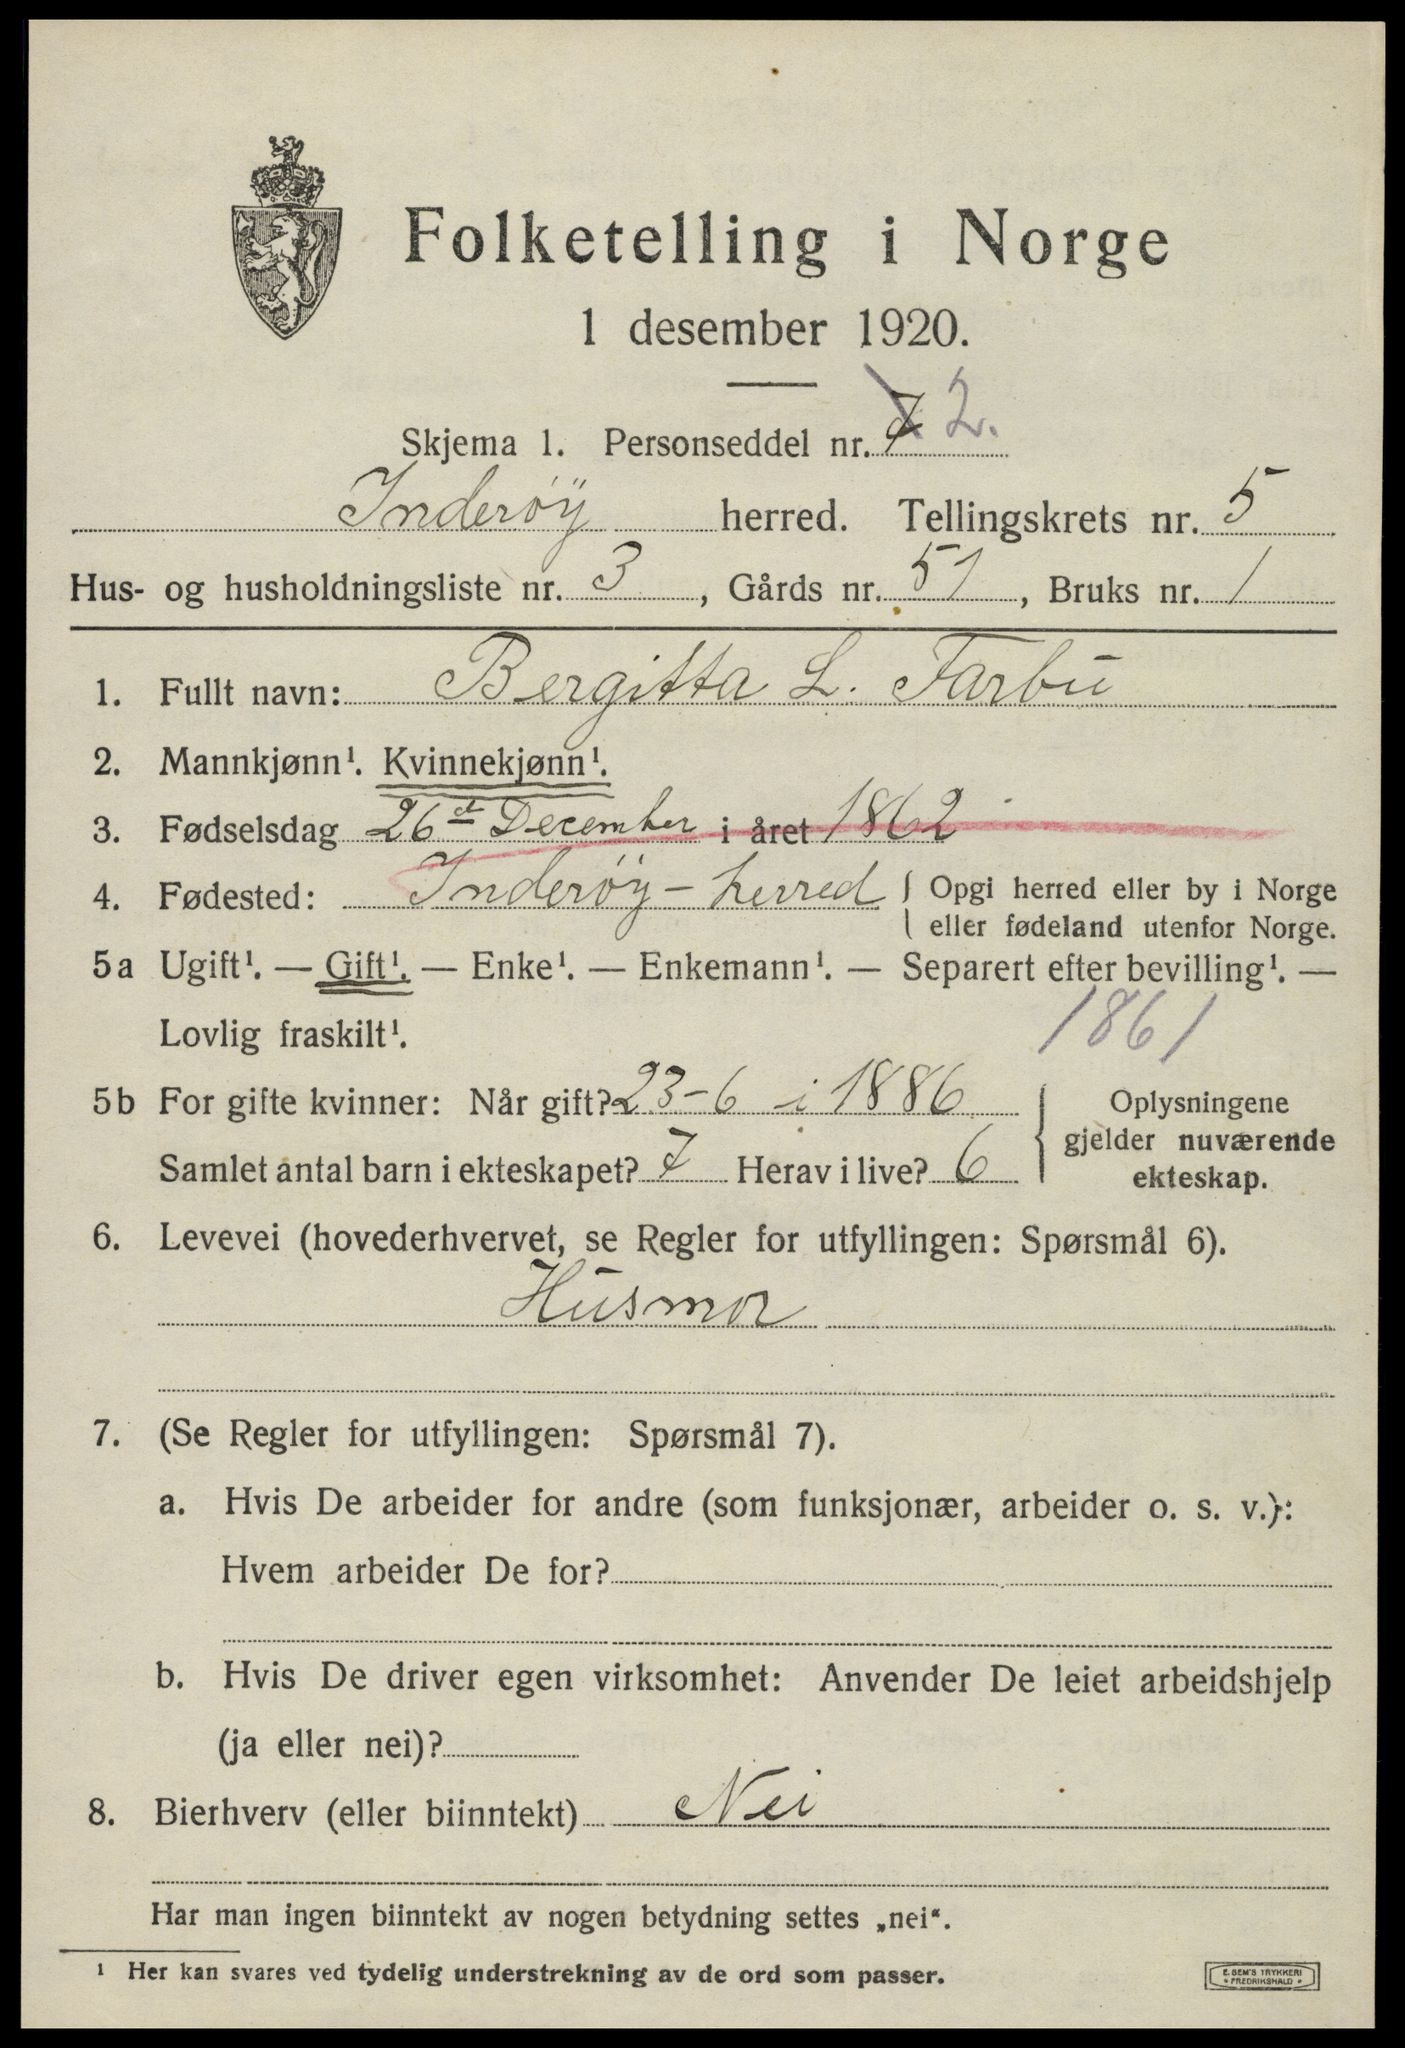 Folketelling i Norge
1 desember 1920.
Skjema 1. Personseddel nr. 7 2.
Inderöy herred. Tellingskrets nr. 5
Hus- og husholdningsliste nr. 3, Gårds nr. 51, Bruks nr. 1
1. Fullt navn: Bergitta L. Farbu
2. Mannkjønn¹. Kvinnekjønn¹.
3. Fødselsdag 26d December i året 1862
4. Fødested: Inderöy-herred { Opgi herred eller by i Norge
eller fødeland utenfor Norge.
5a Ugift¹. — Gift¹. — Enke¹. — Enkemann¹. — Separert efter bevilling¹. —
Lovlig fraskilt¹. 1861
5b For gifte kvinner: Når gift? 23-6 i 1886
Samlet antal barn i ekteskapet? 7 Herav i live? 6
Oplysningene
gjelder nuværende
ekteskap.
6. Levevei (hovederhvervet, se Regler for utfyllingen: Spørsmål 6).
Husmor
7. (Se Regler for utfyllingen: Spørsmål 7).
a. Hvis De arbeider for andre (som funksjonær, arbeider o. s. v.):
Hvem arbeider De for?
b. Hvis De driver egen virksomhet: Anvender De leiet arbeidshjelp
(ja eller nei)?
8. Bierhverv (eller biinntekt) Nei
Har man ingen biinntekt av nogen betydning settes „nei“.
¹ Her kan svares ved tydelig understrekning av de ord som passer.
E. SEM'S TRYKKERI
FREDRIKSHALD